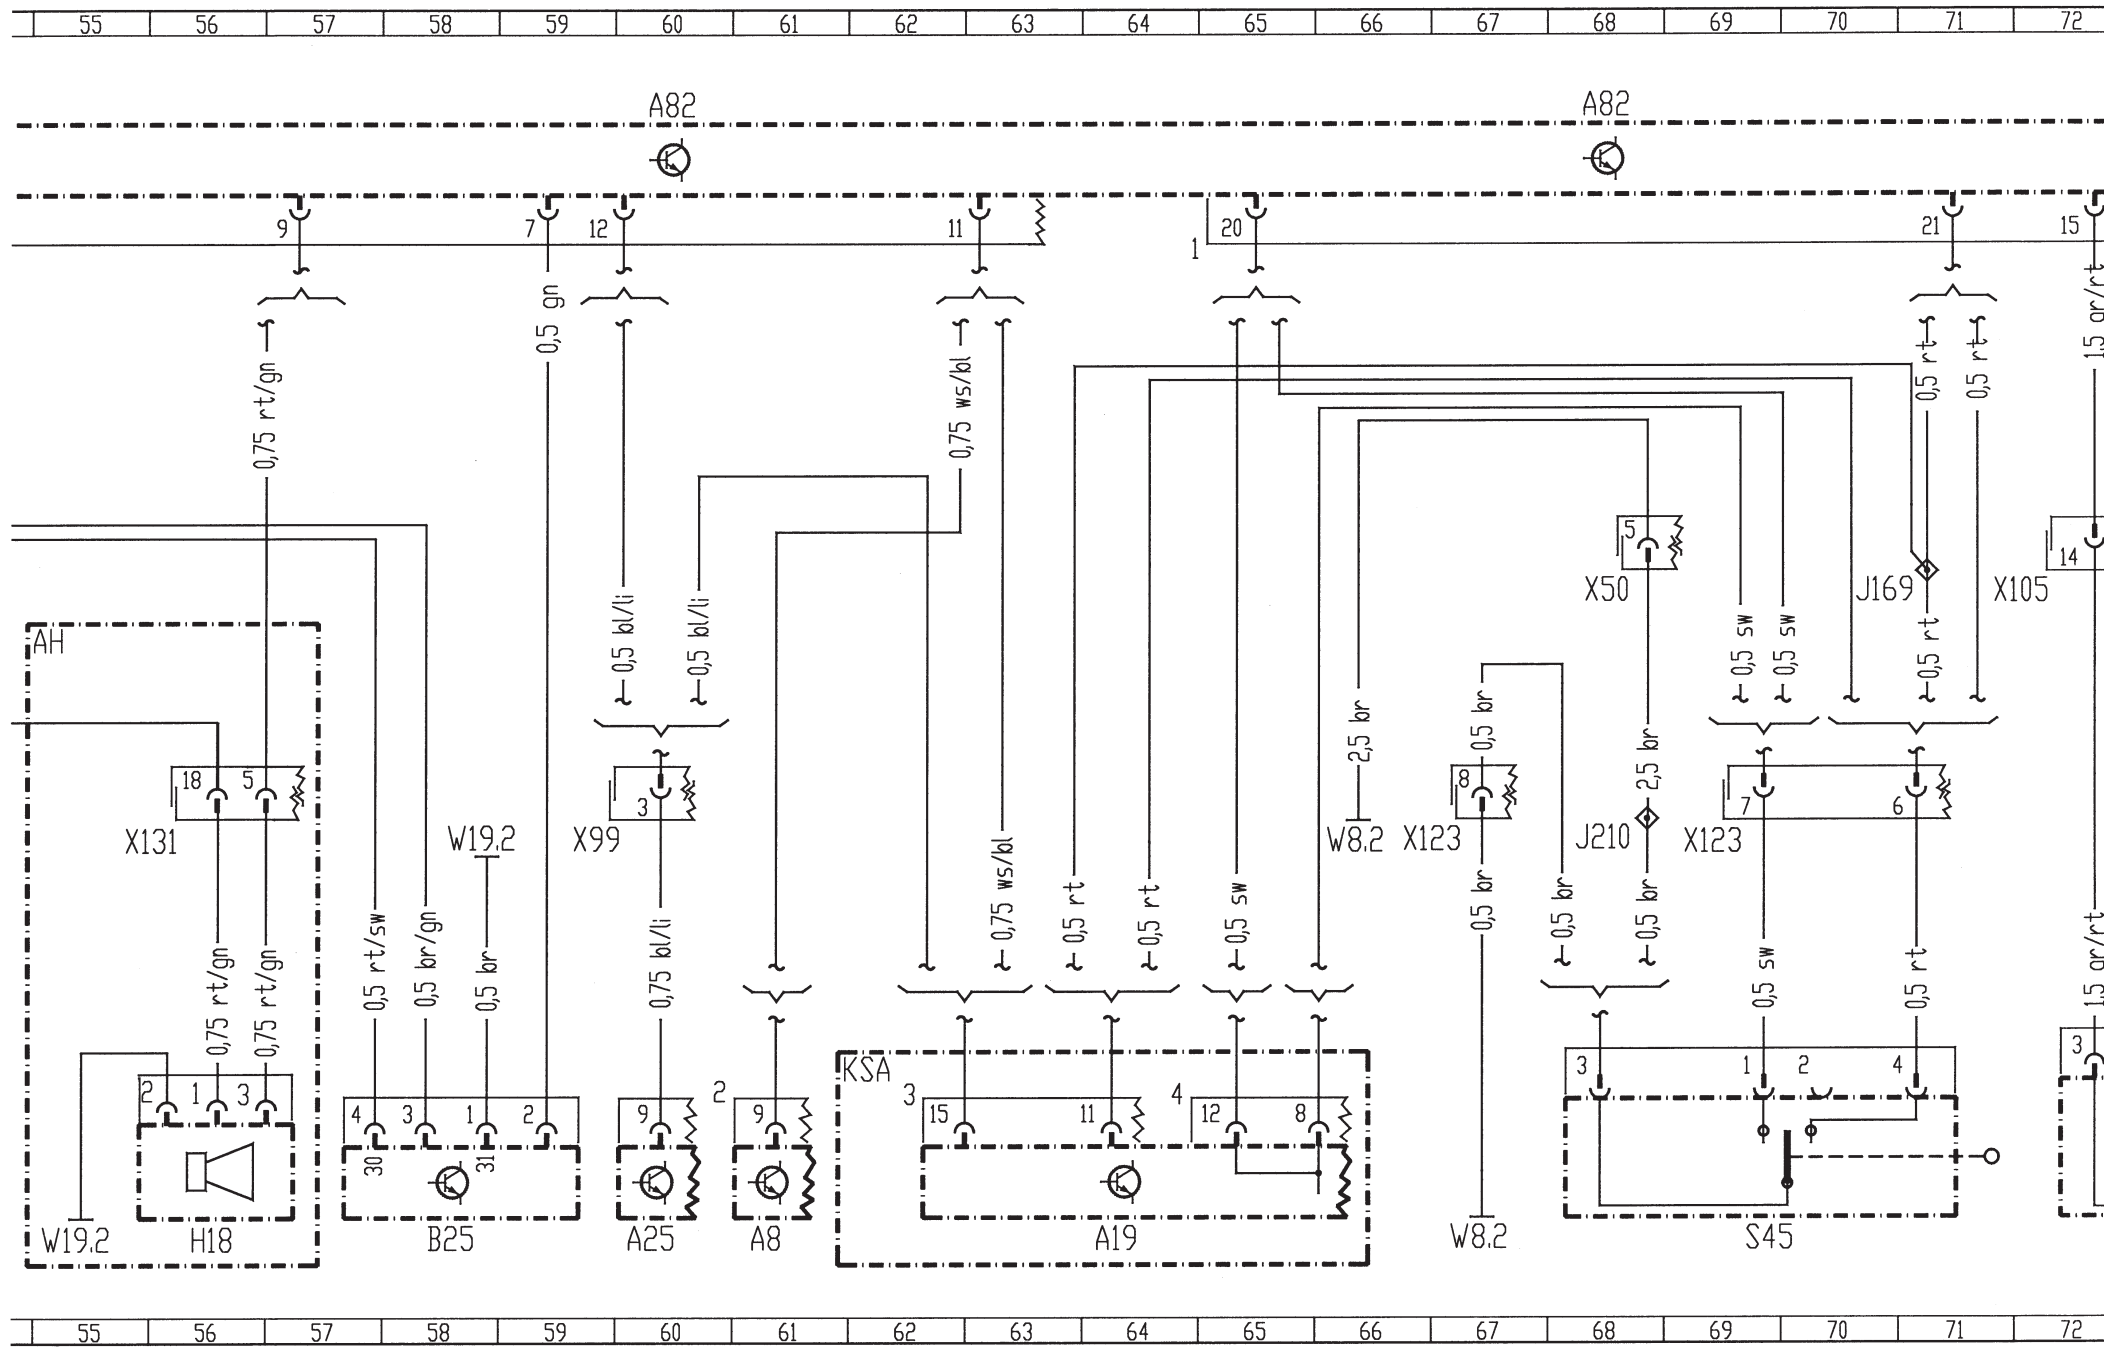 55 56 57 58 59 60 61 62 63 64 65 66 67 68 69 70 71 72
A82 A82
9 7 12 11 20 21 15
1
0,5 gn
1,5 gr/rt
0,5 rt
0,5 rt
0,75 rt/gn
0,75 ws/bl
5
X50
14
J169
X105
AH
0,5 bl/li
0,5 bl/li
0,5 sw
0,5 sw
0,5 rt
2,5 br
0,5 br
2,5 br
18 5
3
8
7 6
X131
W19.2
X99
W8.2
X123
J210
X123
0,75 ws/bl
0,5 rt
0,5 rt
0,5 sw
0,5 br
0,5 br
0,5 br
0,5 rt/sw
0,5 br/gn
0,5 br
0,75 bl/li
0,75 rt/gn
0,75 rt/gn
0,5 sw
0,5 rt
1,5 gr/rt
KSA
3 1 2 4
3
2 1 3
4 3 1 2
9
2
9
3
15 11
4
12 8
30 31
W19.2 H18 B25 A25 A8 A19 W8.2 S45
55 56 57 58 59 60 61 62 63 64 65 66 67 68 69 70 71 72